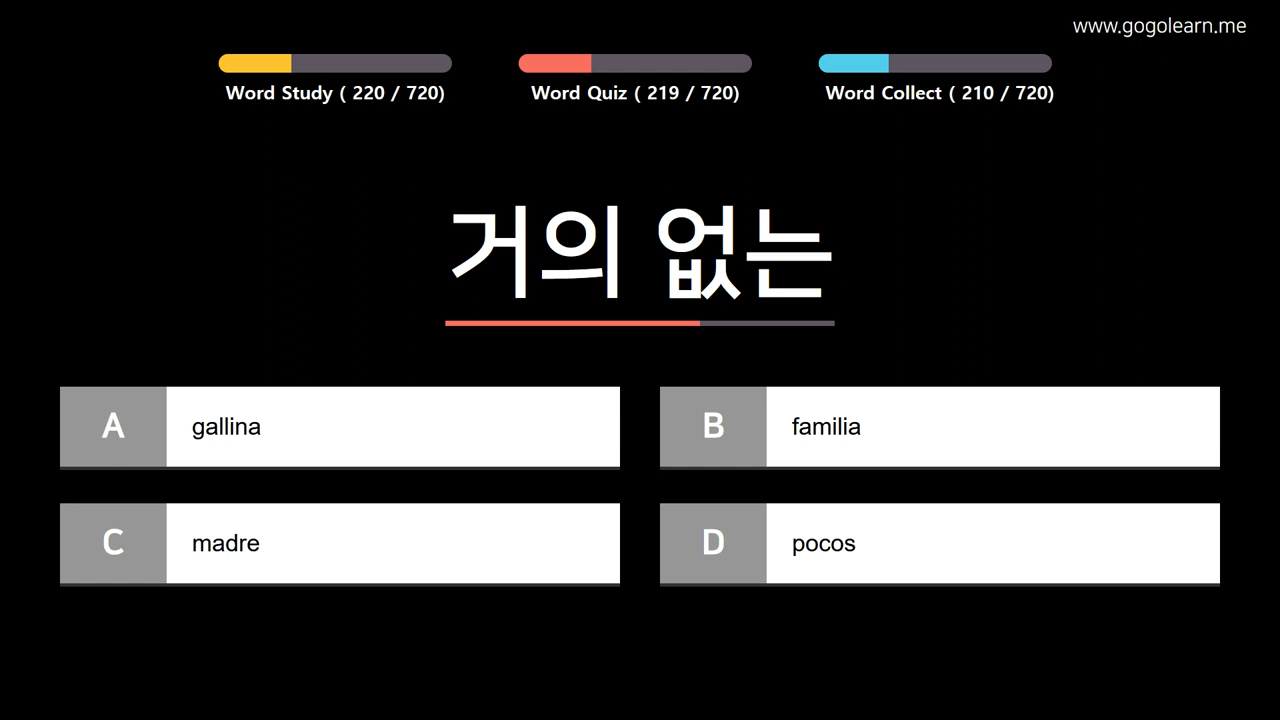 www.gogolearn.me
Word Study ( 220 / 720)
Word Quiz ( 219 / 720)
Word Collect ( 210 / 720)
거의 없는
A gallina
B familia
C madre
D pocos